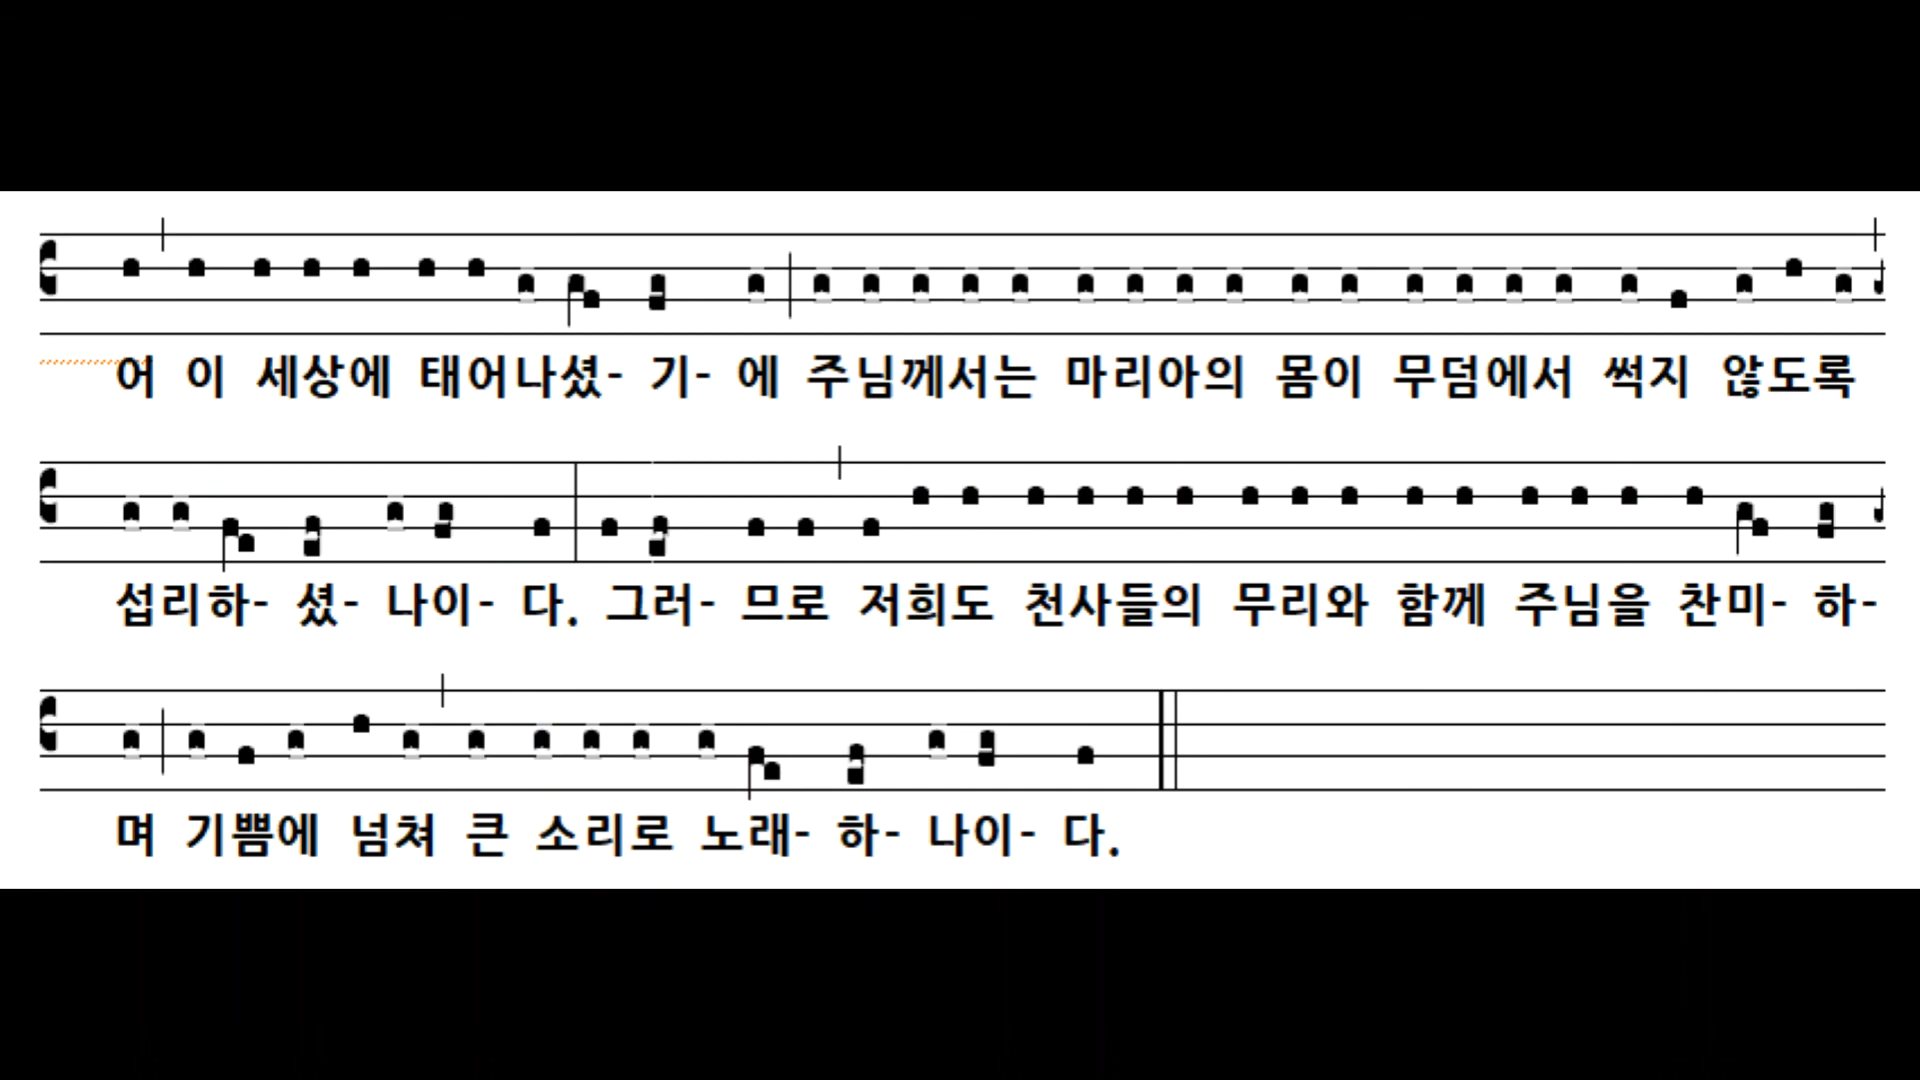 어 이 세상에 태어나셨- 기- 에 주님께서는 마리아의 몸이 무덤에서 썩지 않도록
섭리하- 셨- 나이- 다. 그러- 므로 저희도 천사들의 무리와 함께 주님을 찬미- 하-
며 기쁨에 넘쳐 큰 소리로 노래- 하- 나이- 다.